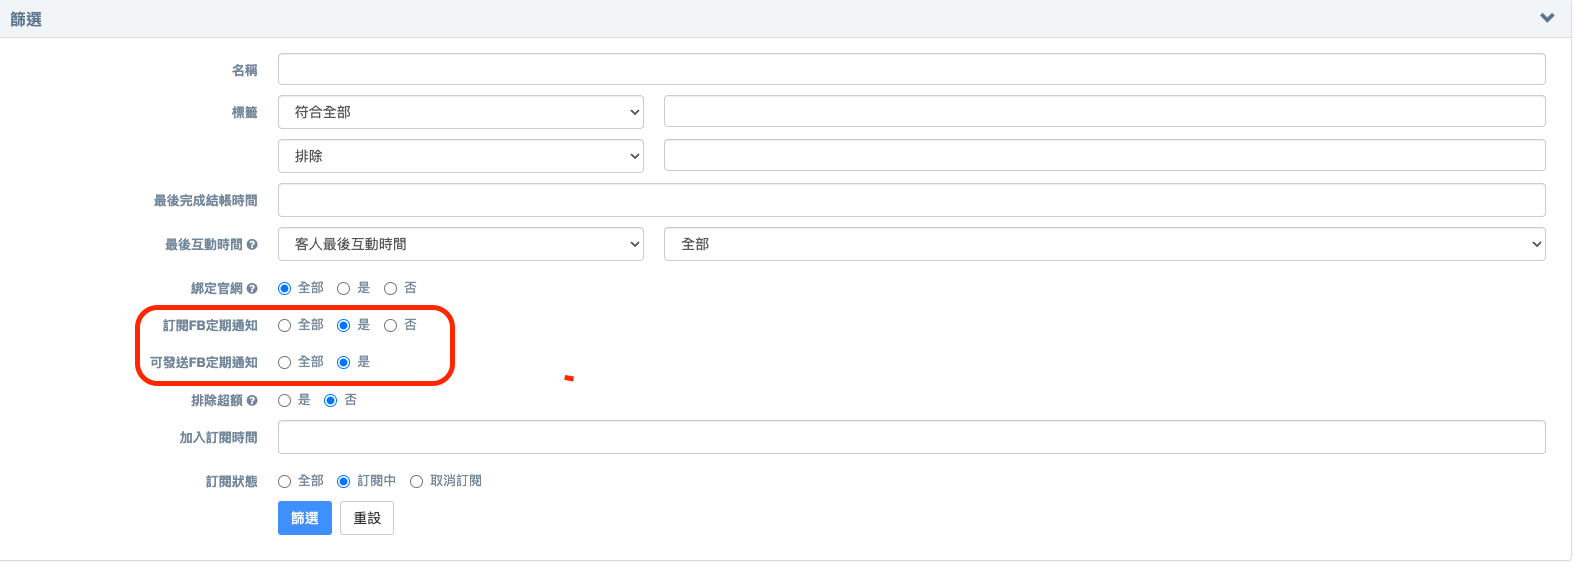 篩選
名稱
標籤 符合全部
排除
最後完成結帳時間
最後互動時間 客人最後互動時間 全部
綁定官網 全部 是 否
訂閱FB定期通知 全部 是 否
可發送FB定期通知 全部 是
排除超額 是 否
加入訂閱時間
訂閱狀態 全部 訂閱中 取消訂閱
篩選 重設